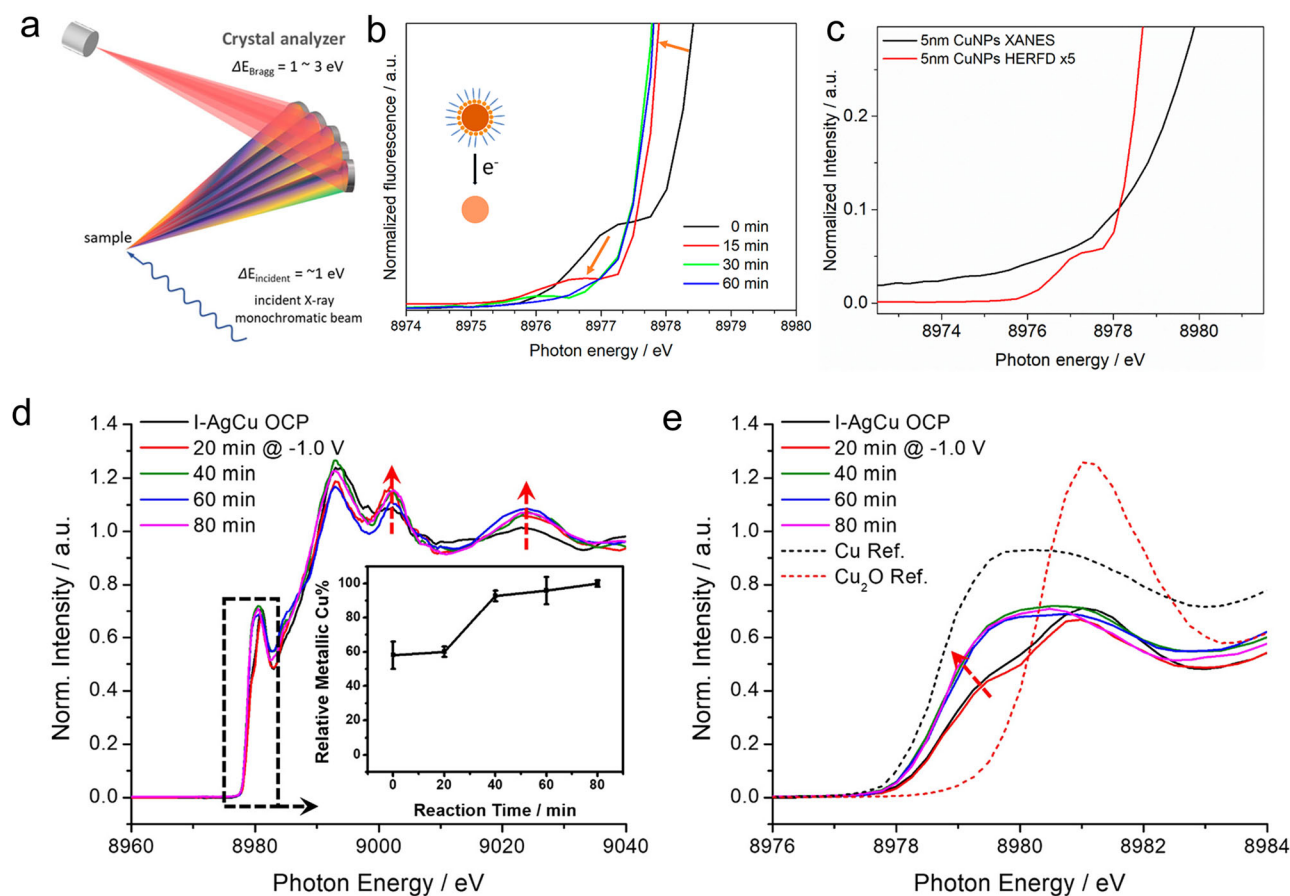 a
Crystal analyzer
ΔE_Bragg = 1 ~ 3 eV
sample
ΔE_incident = ~1 eV
incident X-ray
monochromatic beam
b
Normalized fluorescence / a.u.
e⁻
0 min
15 min
30 min
60 min
8974 8975 8976 8977 8978 8979 8980
Photon energy / eV
c
Normalized Intensity / a.u.
5nm CuNPs XANES
5nm CuNPs HERFD x5
0.2
0.1
0.0
8974 8976 8978 8980
Photon energy / eV
d
Norm. Intensity / a.u.
1.4
1.2
1.0
0.8
0.6
0.4
0.2
0.0
I-AgCu OCP
20 min @ -1.0 V
40 min
60 min
80 min
Relative Metallic Cu%
100
80
60
40
20
0
0 20 40 60 80
Reaction Time / min
8960 8980 9000 9020 9040
Photon Energy / eV
e
Norm. Intensity / a.u.
1.4
1.2
1.0
0.8
0.6
0.4
0.2
0.0
I-AgCu OCP
20 min @ -1.0 V
40 min
60 min
80 min
Cu Ref.
Cu₂O Ref.
8976 8978 8980 8982 8984
Photon Energy / eV